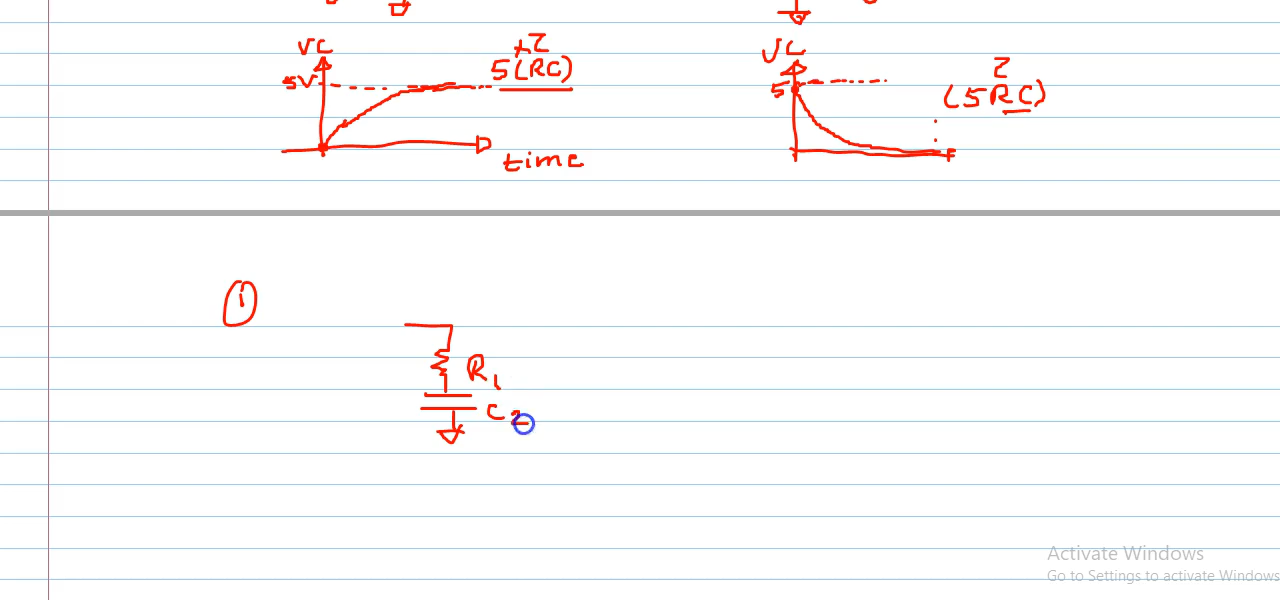 VC
5V
5(RC)
time
VC
5
(5RC)
1
R1
C2
Activate Windows
Go to Settings to activate Windows